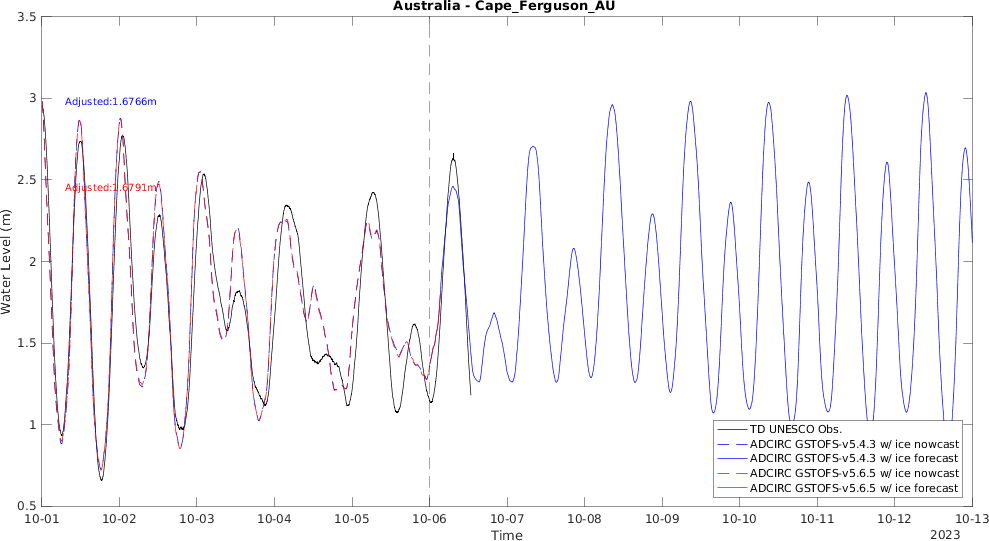 Australia - Cape_Ferguson_AU
3.5
3
2.5
2
1.5
1
0.5
Water Level (m)
Adjusted:1.6766m
Adjusted:1.6791m
TD UNESCO Obs.
ADCIRC GSTOFS-v5.4.3 w/ ice nowcast
ADCIRC GSTOFS-v5.4.3 w/ ice forecast
ADCIRC GSTOFS-v5.6.5 w/ ice nowcast
ADCIRC GSTOFS-v5.6.5 w/ ice forecast
10-01 10-02 10-03 10-04 10-05 10-06 10-07 10-08 10-09 10-10 10-11 10-12 10-13
Time
2023